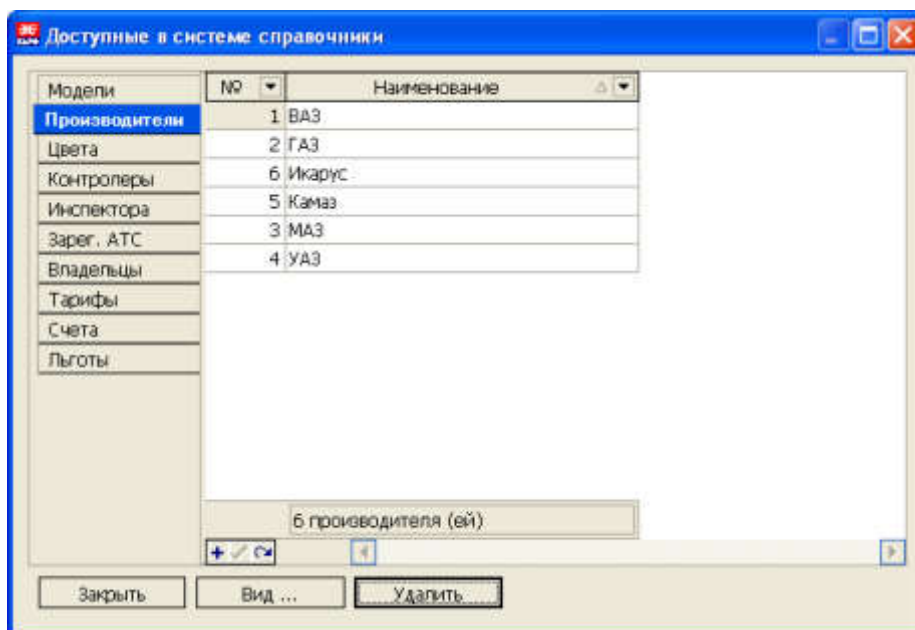 Доступные в системе справочники
Модели
Производители
Цвета
Контролеры
Инспектора
Зарег. АТС
Владельцы
Тарифы
Счета
Льготы
№ Наименование
1 ВАЗ
2 ГАЗ
6 Икарус
5 Камаз
3 МАЗ
4 УАЗ
6 производителя (ей)
Закрыть Вид ... Удалить